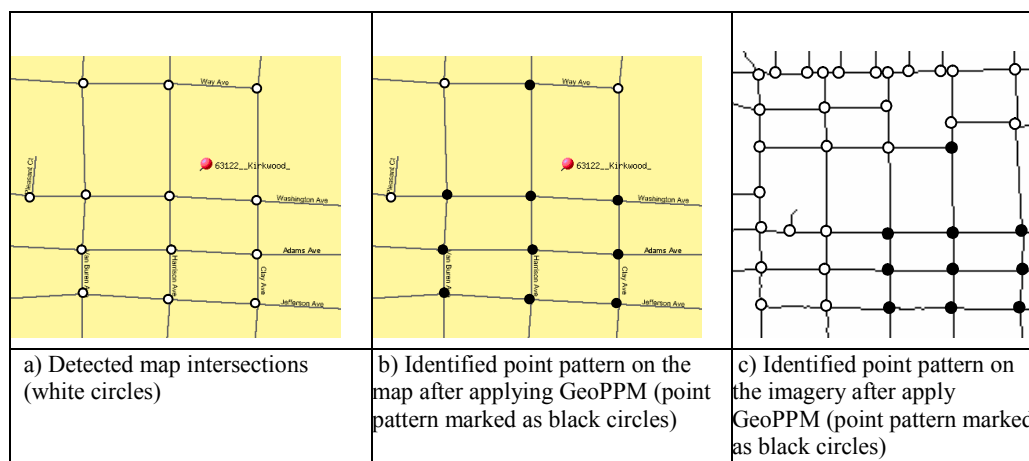 Way Ave
63122__Kirkwood_
Washington Ave
Adams Ave
Harrison Ave
Clay Ave
Jefferson Ave
Way Ave
63122__Kirkwood_
Washington Ave
Adams Ave
Harrison Ave
Clay Ave
Jefferson Ave
a) Detected map intersections
(white circles)
b) Identified point pattern on the
map after applying GeoPPM (point
pattern marked as black circles)
c) Identified point pattern on
the imagery after apply
GeoPPM (point pattern marked
as black circles)